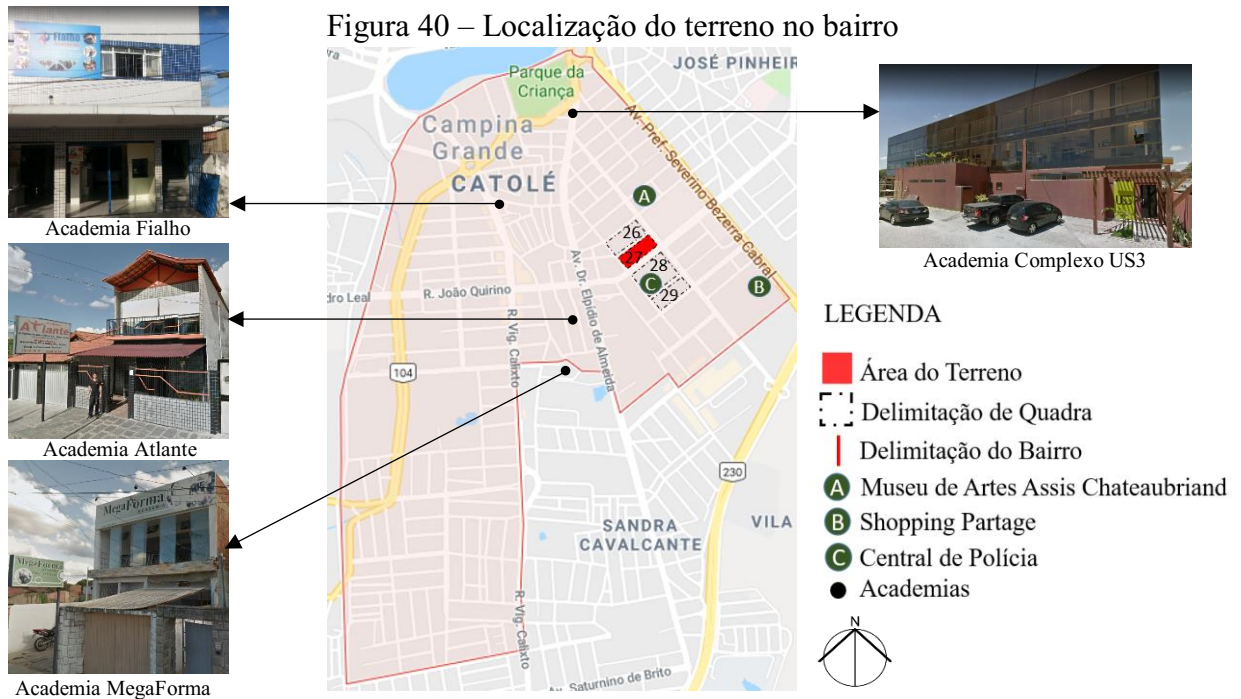 Figura 40 – Localização do terreno no bairro
Fialho
Academia Fialho
Atlante
Academia Atlante
MegaForma
MegaForma
Academia MegaForma
Parque da
Criança
JOSÉ PINHEIR
Av. Pref. Severino Bezerra Cabral
Campina
Grande
CATOLÉ
A
26
27
28
C
29
B
Av. Dr. Elpídio de Almeida
dro Leal
R. João Quirino
R. Vig. Calixto
104
230
SANDRA
CAVALCANTE
VILA
R. Vig. Calixto
Av. Saturnino de Brito
Academia Complexo US3
LEGENDA
Área do Terreno
Delimitação de Quadra
Delimitação do Bairro
A Museu de Artes Assis Chateaubriand
B Shopping Partage
C Central de Polícia
Academias
N